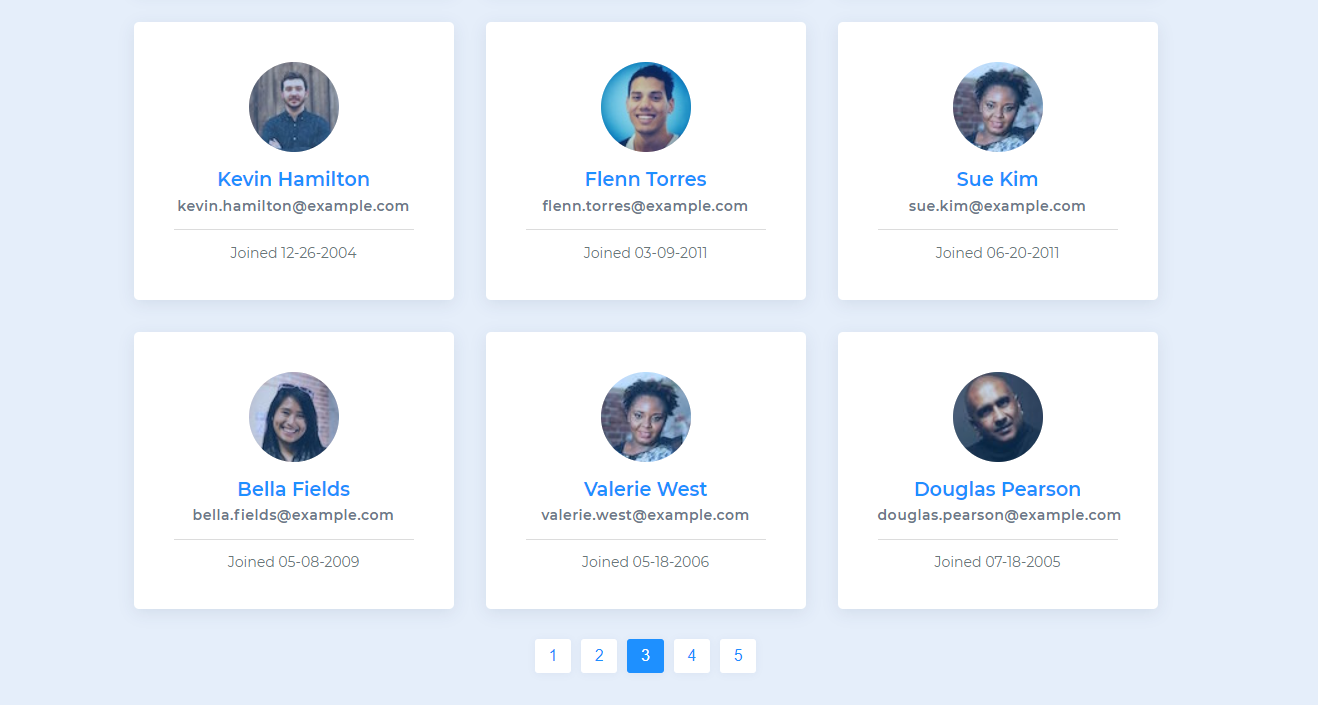 Kevin Hamilton
kevin.hamilton@example.com
Joined 12-26-2004
Flenn Torres
flenn.torres@example.com
Joined 03-09-2011
Sue Kim
sue.kim@example.com
Joined 06-20-2011
Bella Fields
bella.fields@example.com
Joined 05-08-2009
Valerie West
valerie.west@example.com
Joined 05-18-2006
Douglas Pearson
douglas.pearson@example.com
Joined 07-18-2005
1 2 3 4 5